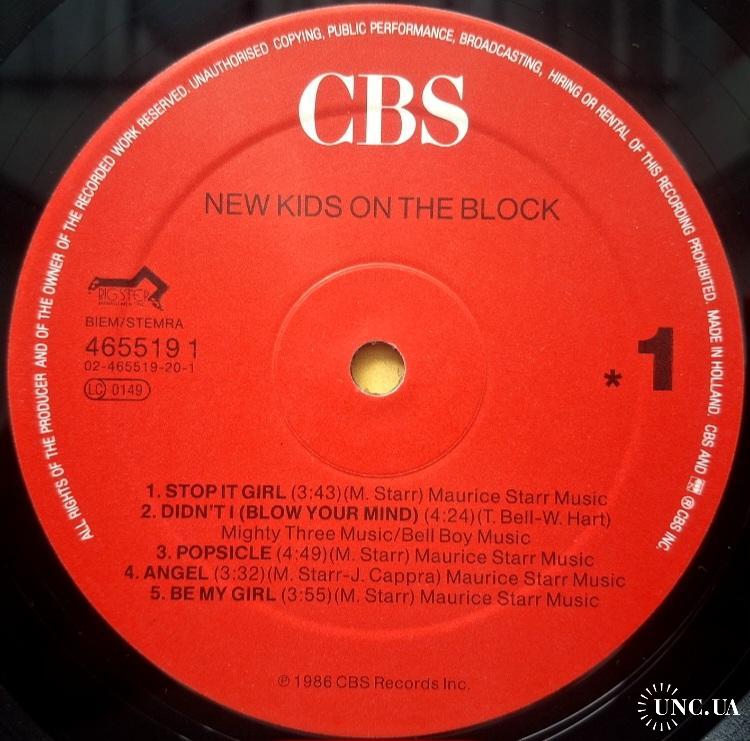 ALL RIGHTS OF THE PRODUCER AND OF THE OWNER OF THE RECORDED WORK RESERVED. UNAUTHORISED COPYING, PUBLIC PERFORMANCE, BROADCASTING, HIRING OR RENTAL OF THIS RECORDING PROHIBITED. MADE IN HOLLAND. CBS AND ® CBS INC.
CBS
NEW KIDS ON THE BLOCK
BIG STEP
BIEM/STEMRA
465519 1
02-465519-20-1
LC 0149
* 1
1. STOP IT GIRL (3:43)(M. Starr) Maurice Starr Music
2. DIDN'T I (BLOW YOUR MIND) (4:24)(T. Bell-W. Hart)
Mighty Three Music/Bell Boy Music
3. POPSICLE (4:49)(M. Starr) Maurice Starr Music
4. ANGEL (3:32)(M. Starr-J. Cappra) Maurice Starr Music
5. BE MY GIRL (3:55)(M. Starr) Maurice Starr Music
℗ 1986 CBS Records Inc.
UNC.UA